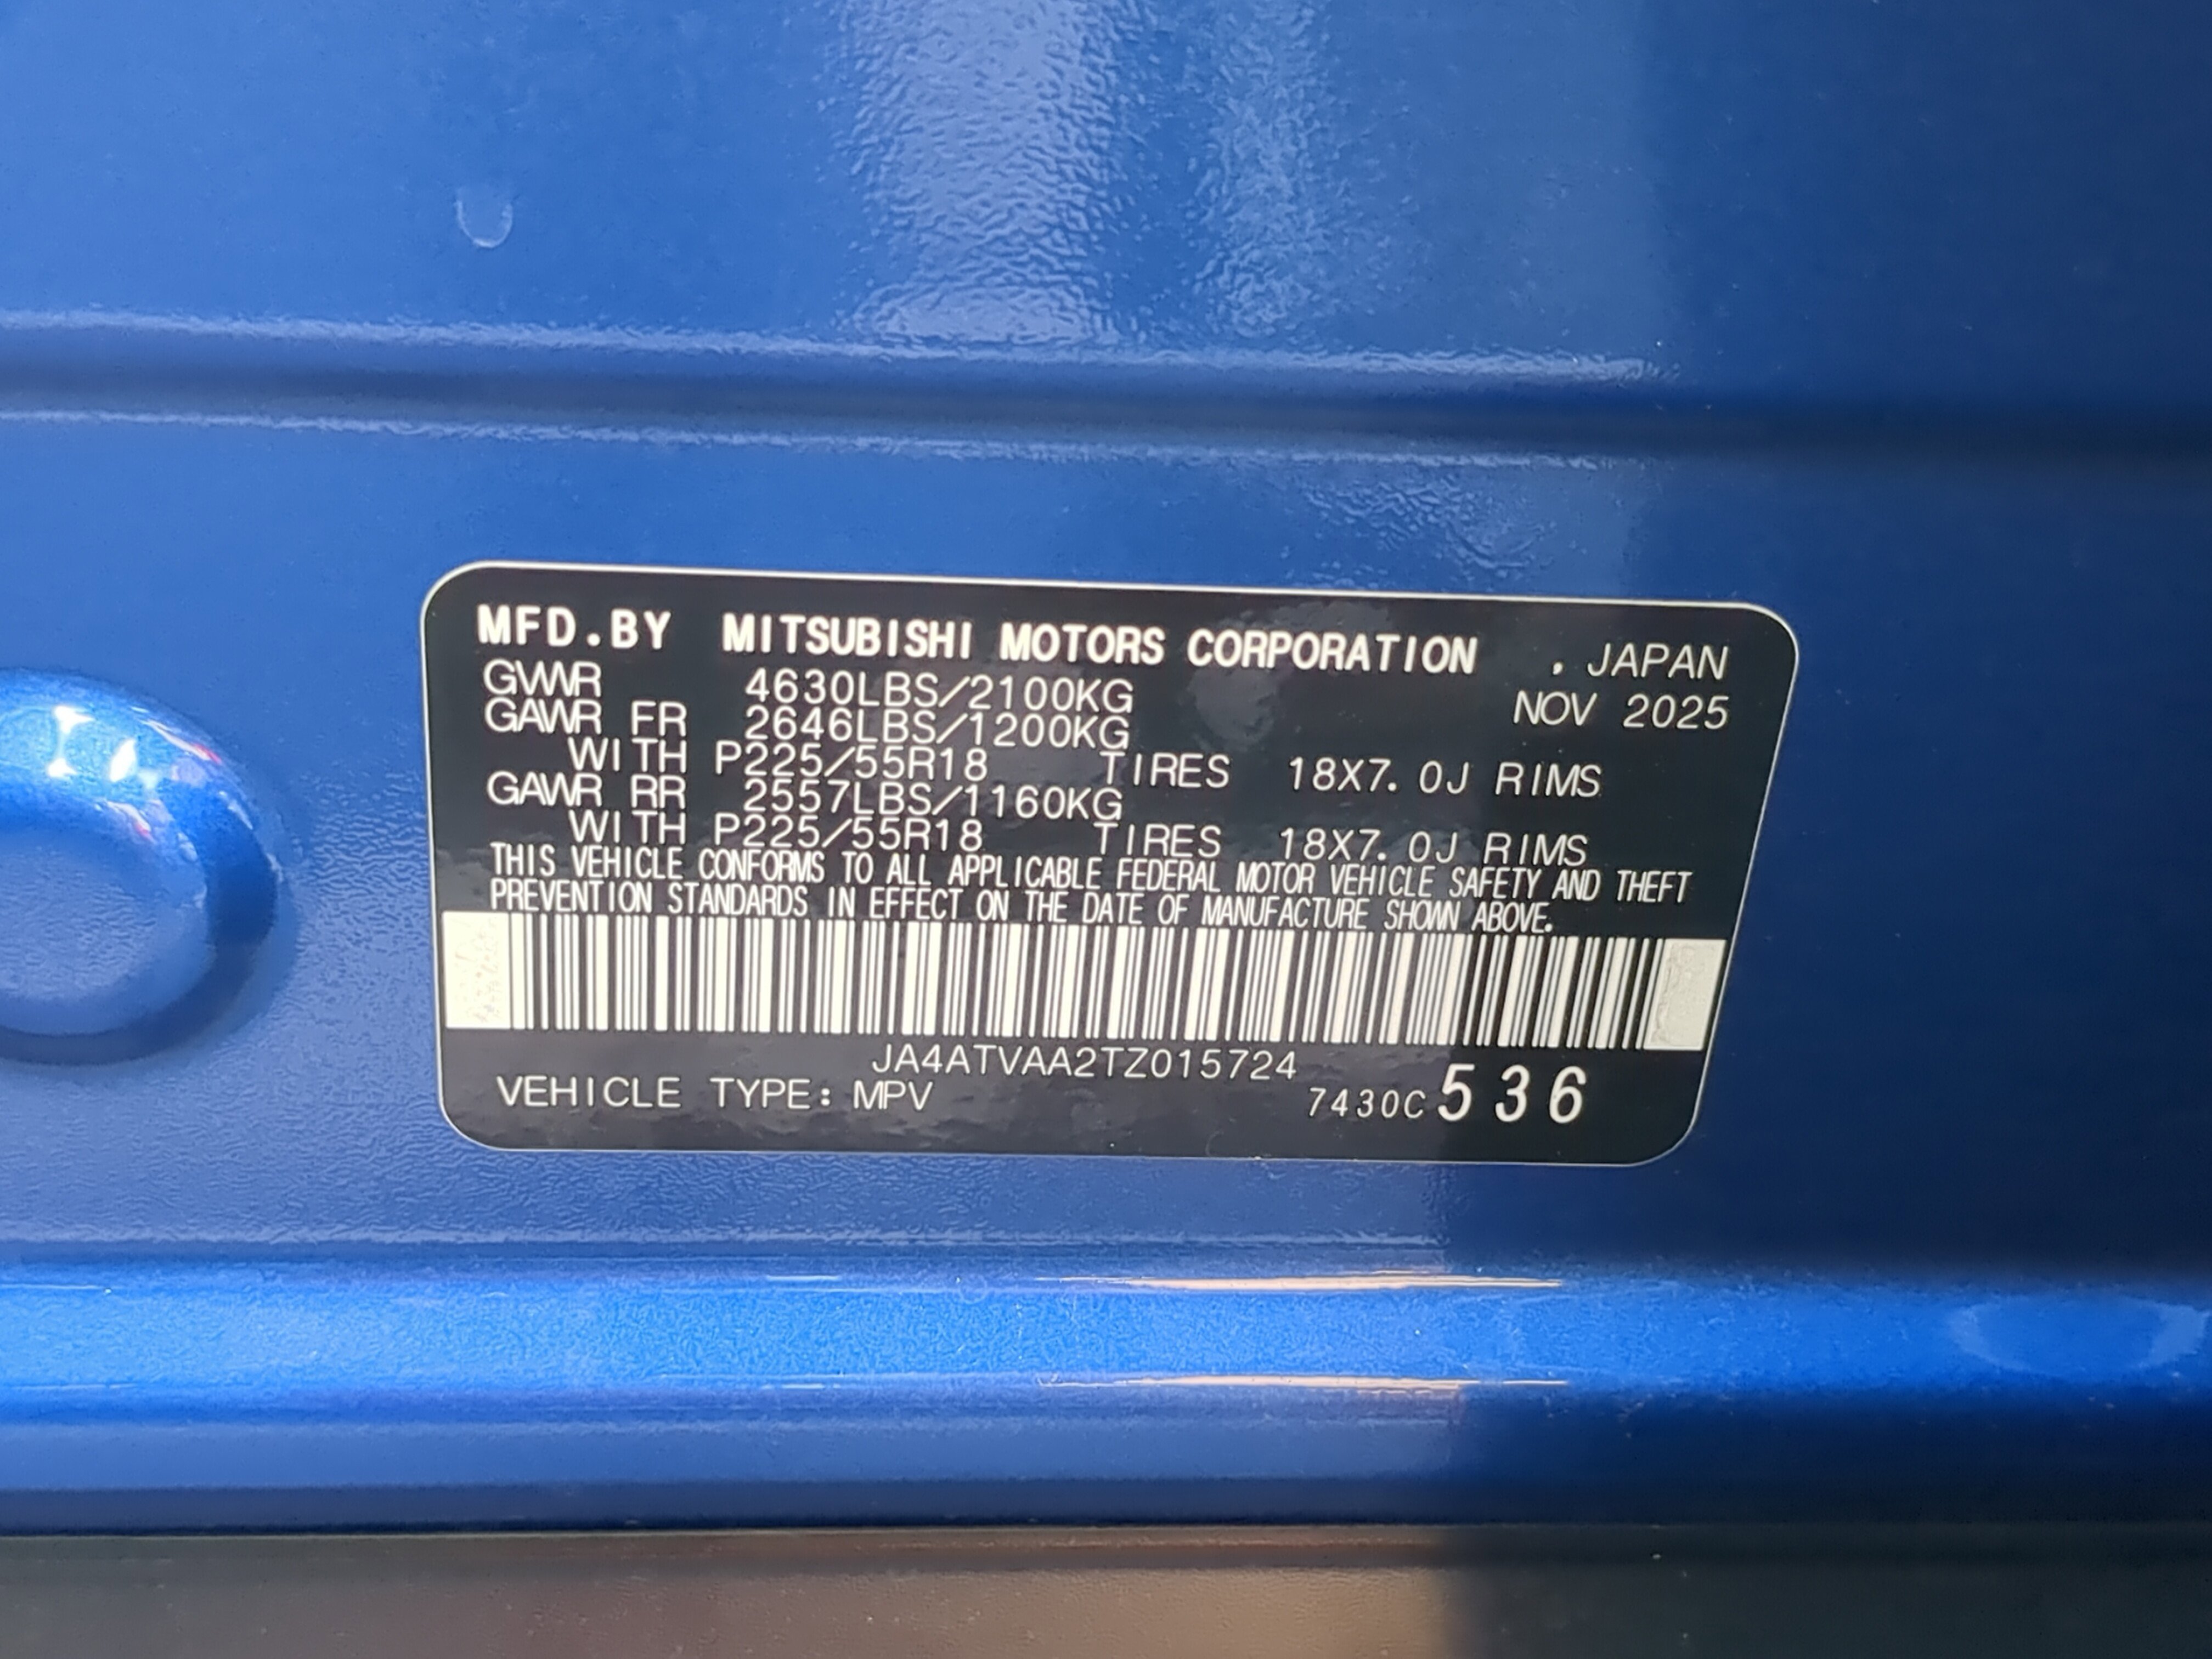 MFD.BY MITSUBISHI MOTORS CORPORATION , JAPAN
GVWR 4630LBS/2100KG NOV 2025
GAWR FR 2646LBS/1200KG
WITH P225/55R18 TIRES 18X7.0J RIMS
GAWR RR 2557LBS/1160KG
WITH P225/55R18 TIRES 18X7.0J RIMS
THIS VEHICLE CONFORMS TO ALL APPLICABLE FEDERAL MOTOR VEHICLE SAFETY AND THEFT
PREVENTION STANDARDS IN EFFECT ON THE DATE OF MANUFACTURE SHOWN ABOVE.
JA4ATVAA2TZ015724
VEHICLE TYPE: MPV 7430C 536